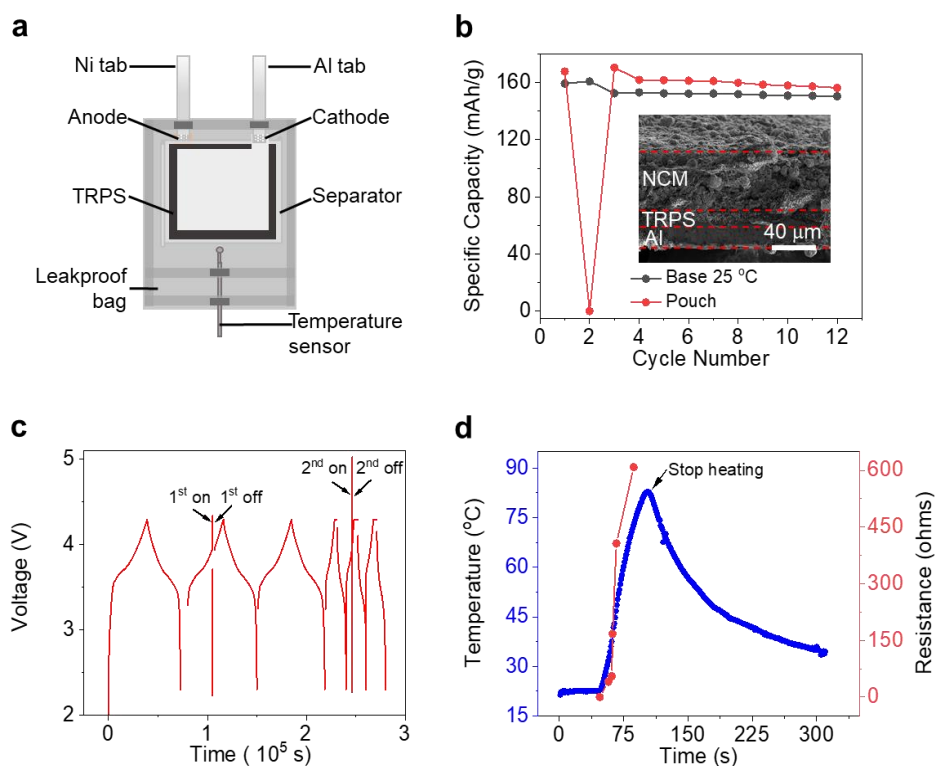 a
Ni tab
Al tab
Anode
Cathode
TRPS
Separator
Leakproof
bag
Temperature
sensor
b
Specific Capacity (mAh/g)
160
120
80
40
0
NCM
TRPS
Al
40 μm
Base 25 °C
Pouch
0 2 4 6 8 10 12
Cycle Number
c
Voltage (V)
5
4
3
2
1st on
1st off
2nd on
2nd off
0 1 2 3
Time ( 10⁵ s)
d
Temperature (°C)
90
75
60
45
30
15
Stop heating
600
450
300
150
0
Resistance (ohms)
0 75 150 225 300
Time (s)